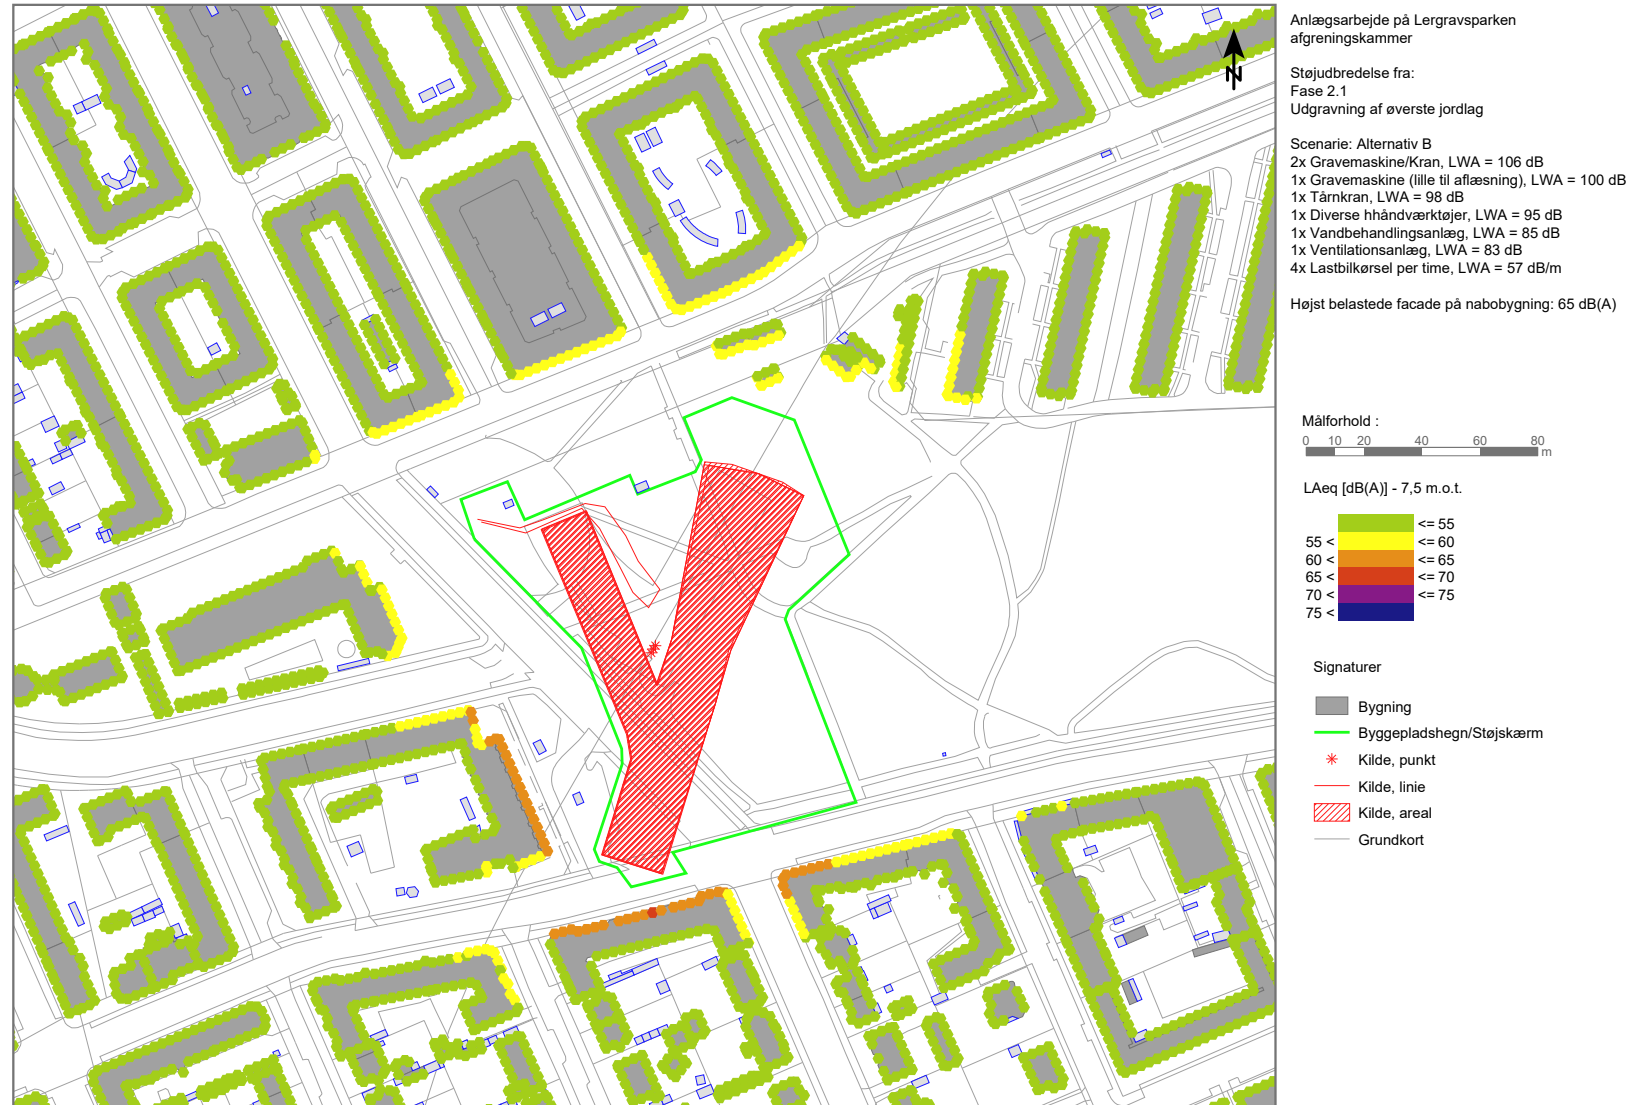 Anlægsarbejde på Lergravsparken
afgreningskammer
Støjudbredelse fra:
Fase 2.1
Udgravning af øverste jordlag
Scenarie: Alternativ B
2x Gravemaskine/Kran, LWA = 106 dB
1x Gravemaskine (lille til aflæsning), LWA = 100 dB
1x Tårnkran, LWA = 98 dB
1x Diverse hhåndværktøjer, LWA = 95 dB
1x Vandbehandlingsanlæg, LWA = 85 dB
1x Ventilationsanlæg, LWA = 83 dB
4x Lastbilkørsel per time, LWA = 57 dB/m
Højst belastede facade på nabobygning: 65 dB(A)
N
Målforhold :
0 10 20 40 60 80
m
LAeq [dB(A)] - 7,5 m.o.t.
<= 55
55 < <= 60
60 < <= 65
65 < <= 70
70 < <= 75
75 <
Signaturer
Bygning
Byggepladshegn/Støjskærm
Kilde, punkt
Kilde, linie
Kilde, areal
Grundkort